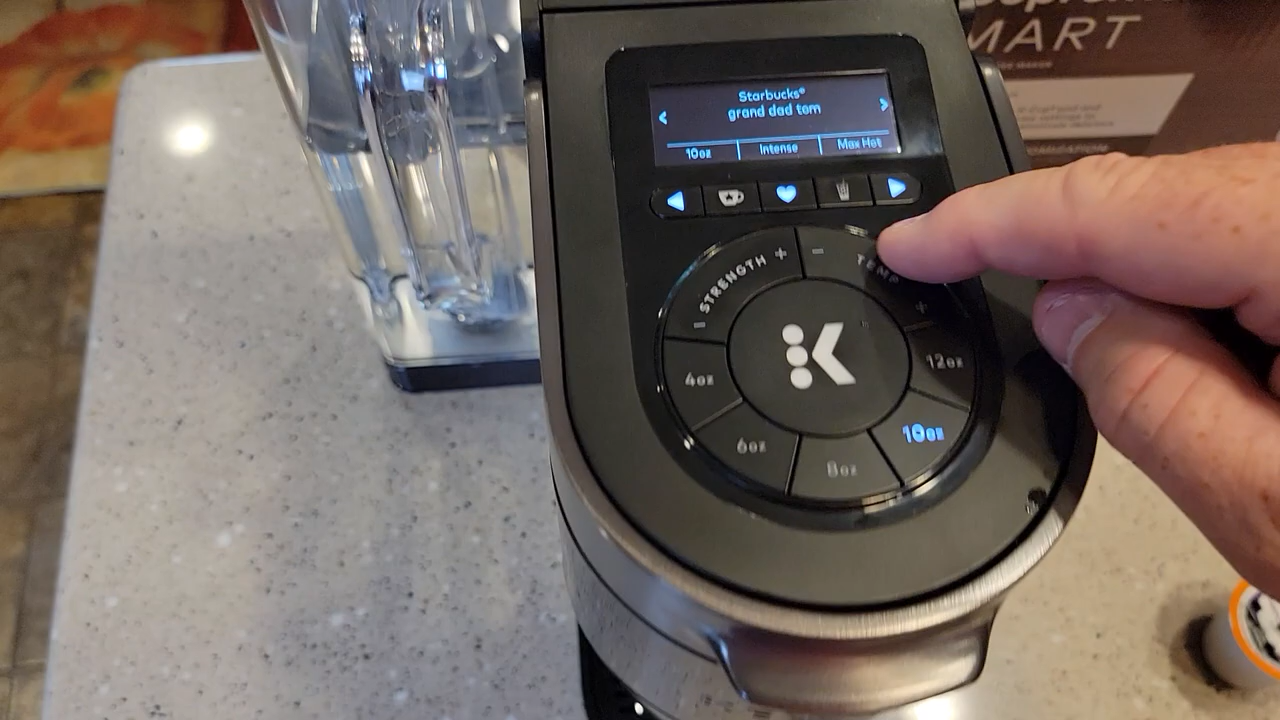 MART
Starbucks®
grand dad tom
10oz Intense Max Hot
STRENGTH
TEMP
4oz
6oz
8oz
10oz
12oz
K